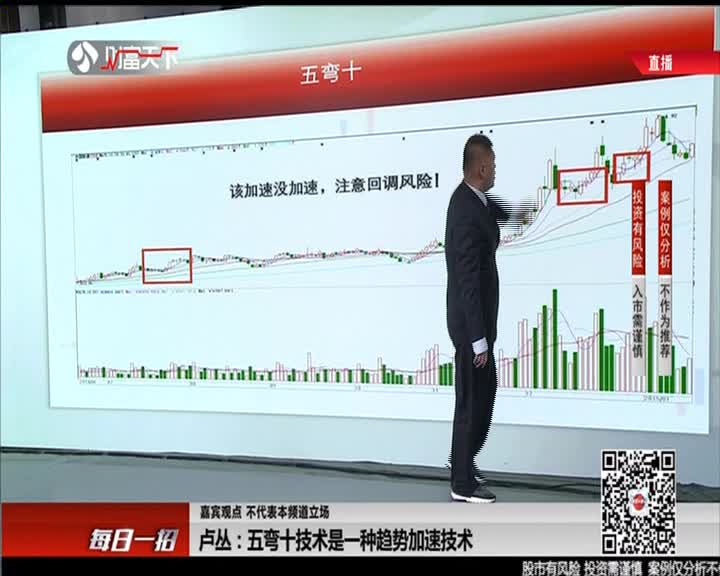 财富天下
直播
五弯十
该加速没加速，注意回调风险！
案例仅分析 不作为推荐
投资有风险 入市需谨慎
嘉宾观点 不代表本频道立场
每日一招
卢丛：五弯十技术是一种趋势加速技术
股市有风险 投资需谨慎 案例仅分析不